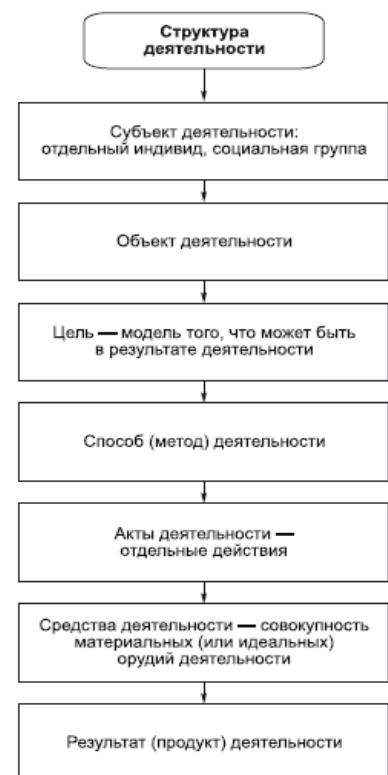 Структура
деятельности
Субъект деятельности:
отдельный индивид, социальная группа
Объект деятельности
Цель — модель того, что может быть
в результате деятельности
Способ (метод) деятельности
Акты деятельности —
отдельные действия
Средства деятельности — совокупность
материальных (или идеальных)
орудий деятельности
Результат (продукт) деятельности